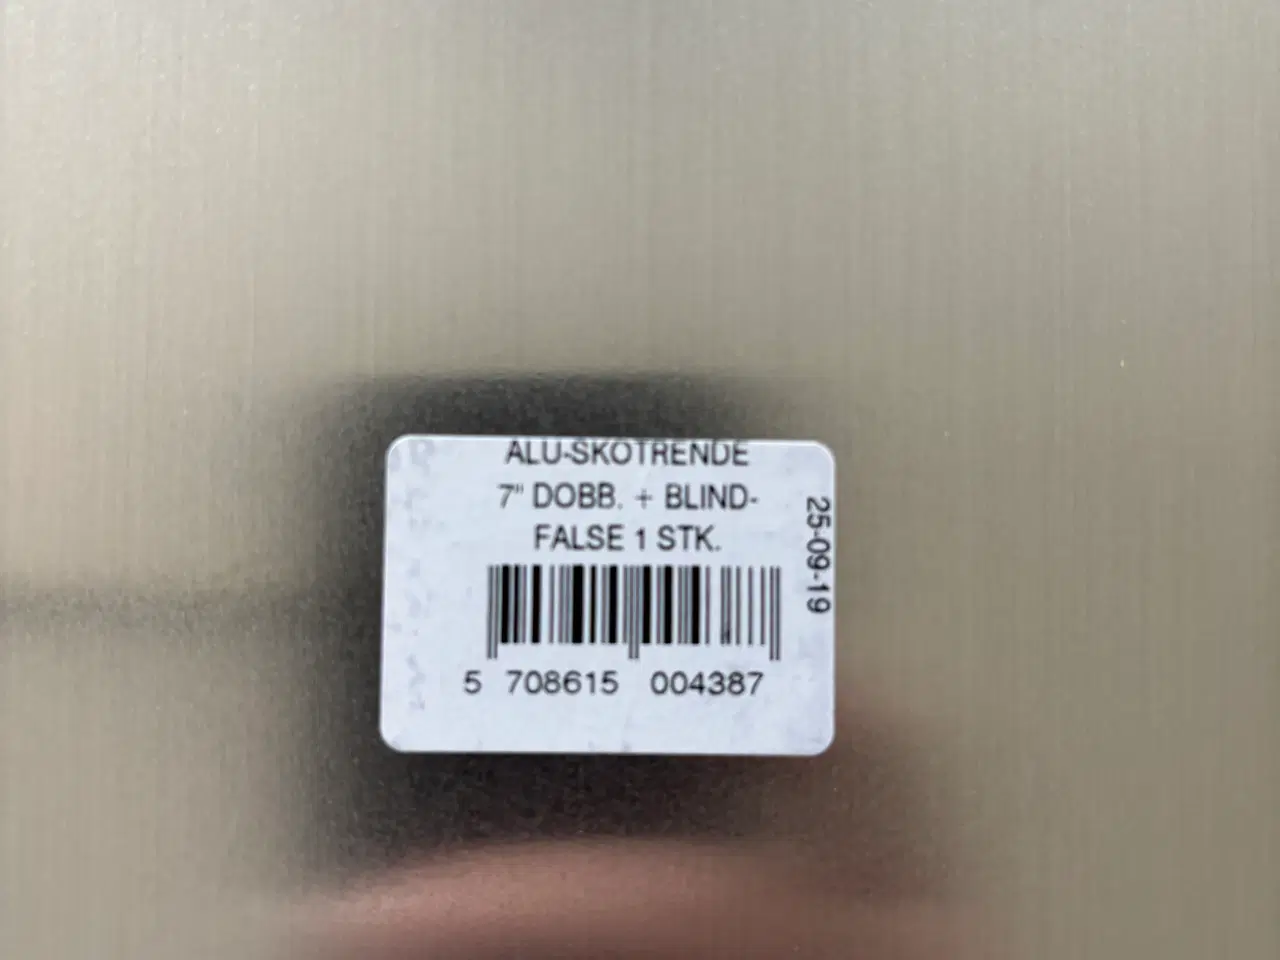 ALU-SKOTRENDE
7" DOBB. + BLIND-
FALSE 1 STK.
25-09-19
5 708615 004387